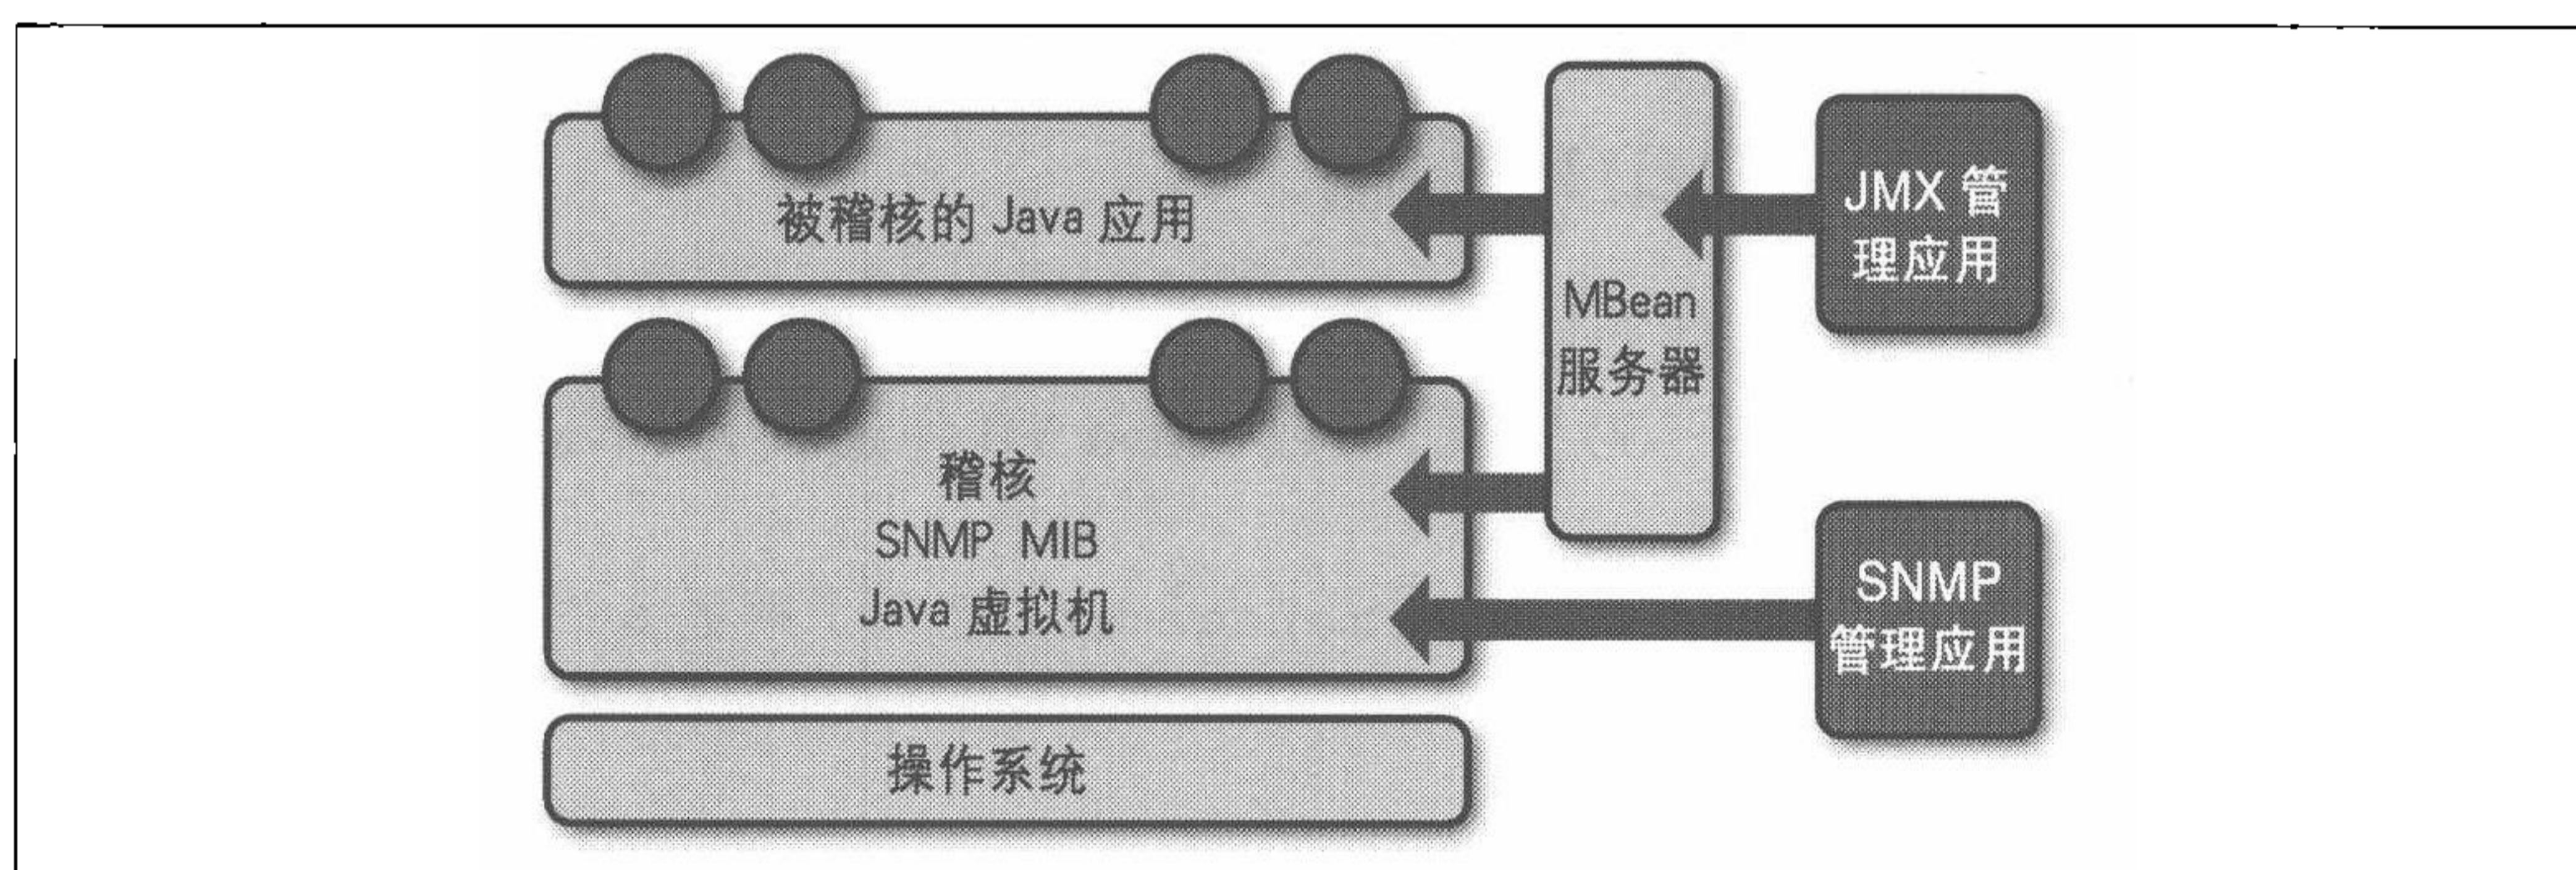 被稽核的 Java 应用
MBean
服务器
JMX 管
理应用
稽核
SNMP MIB
Java 虚拟机
SNMP
管理应用
操作系统